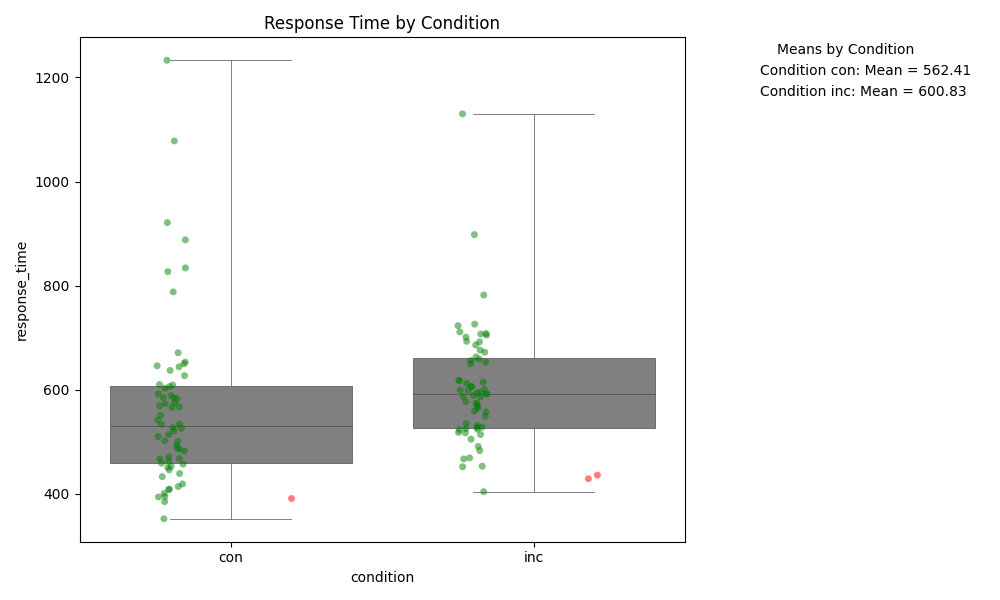 Response Time by Condition
Means by Condition
Condition con: Mean = 562.41
Condition inc: Mean = 600.83
response_time
1200
1000
800
600
400
con
inc
condition